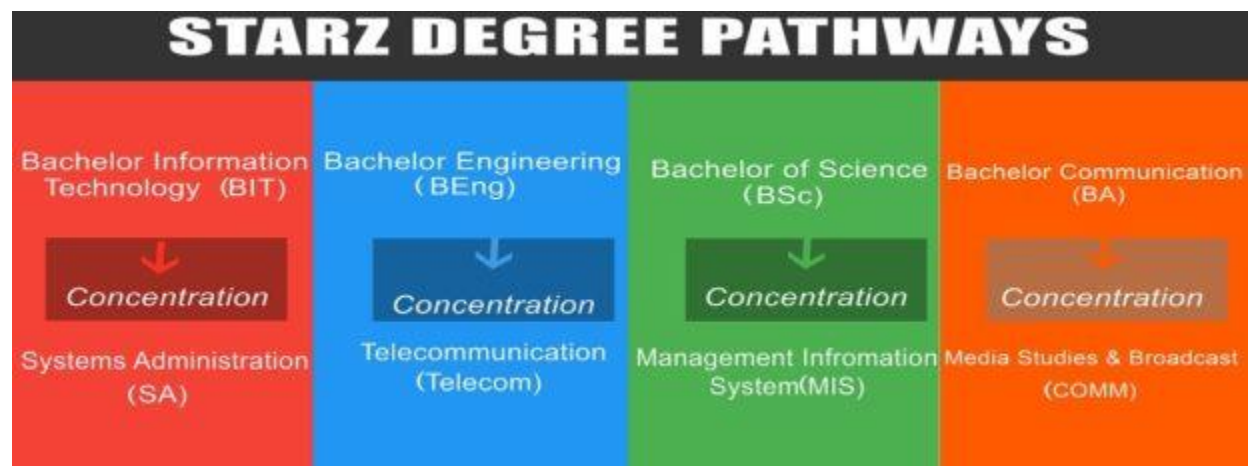 STARZ DEGREE PATHWAYS
Bachelor Information
Technology (BIT)
Concentration
Systems Administration
(SA)
Bachelor Engineering
(BEng)
Concentration
Telecommunication
(Telecom)
Bachelor of Science
(BSc)
Concentration
Management Infromation
System(MIS)
Bachelor Communication
(BA)
Concentration
Media Studies & Broadcast
(COMM)